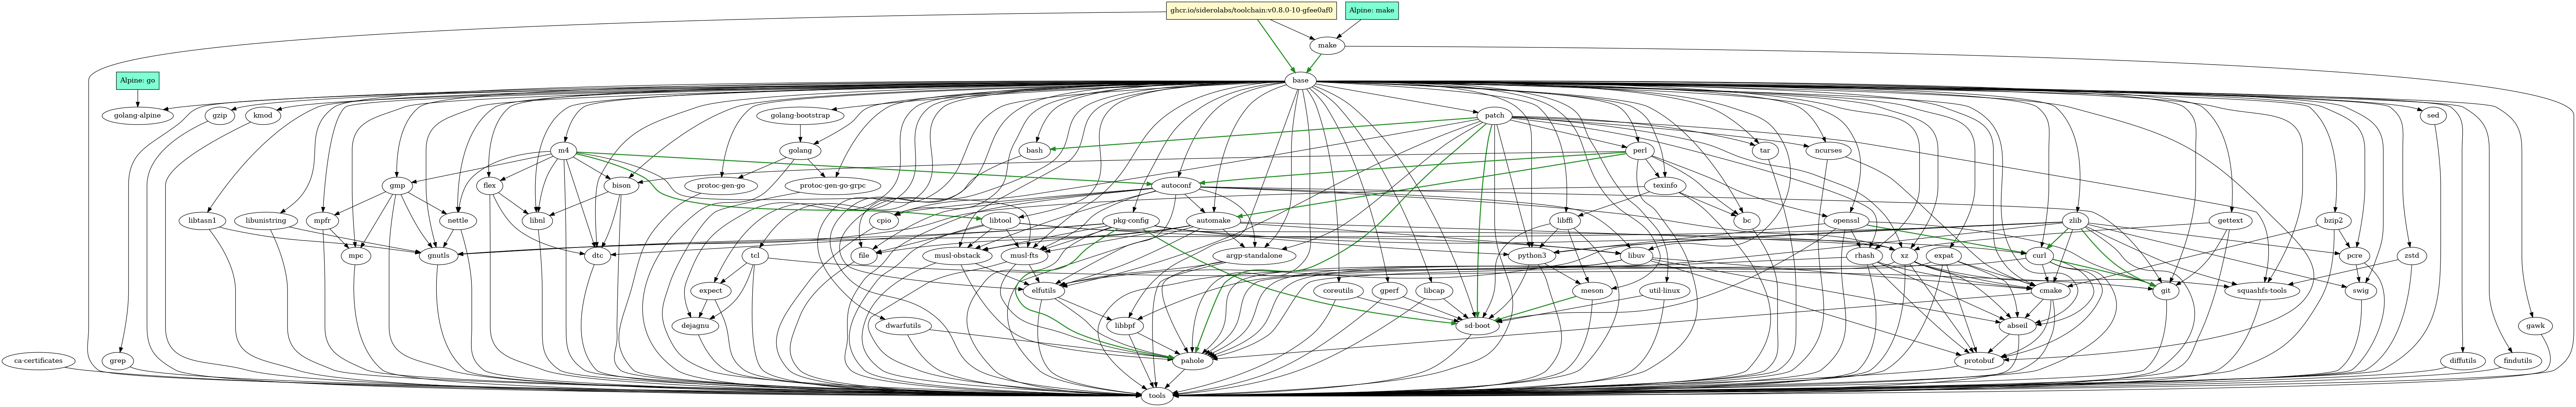 ghcr.io/siderolabs/toolchain:v0.8.0-10-gfee0af0
Alpine: make
make
Alpine: go
base
golang-alpine
gzip
kmod
golang-bootstrap
patch
sed
m4
golang
bash
perl
tar
ncurses
gmp
flex
bison
protoc-gen-go
protoc-gen-go-grpc
autoconf
texinfo
libtasn1
libunistring
mpfr
nettle
libnl
cpio
libtool
pkg-config
automake
libffi
bc
openssl
zlib
gettext
bzip2
mpc
gnutls
dtc
tcl
file
musl-obstack
musl-fts
argp-standalone
python3
libuv
rhash
xz
expat
curl
pcre
zstd
expect
elfutils
coreutils
gperf
libcap
meson
util-linux
cmake
git
squashfs-tools
swig
dejagnu
dwarfutils
libbpf
sd-boot
abseil
gawk
ca-certificates
grep
pahole
protobuf
diffutils
findutils
tools